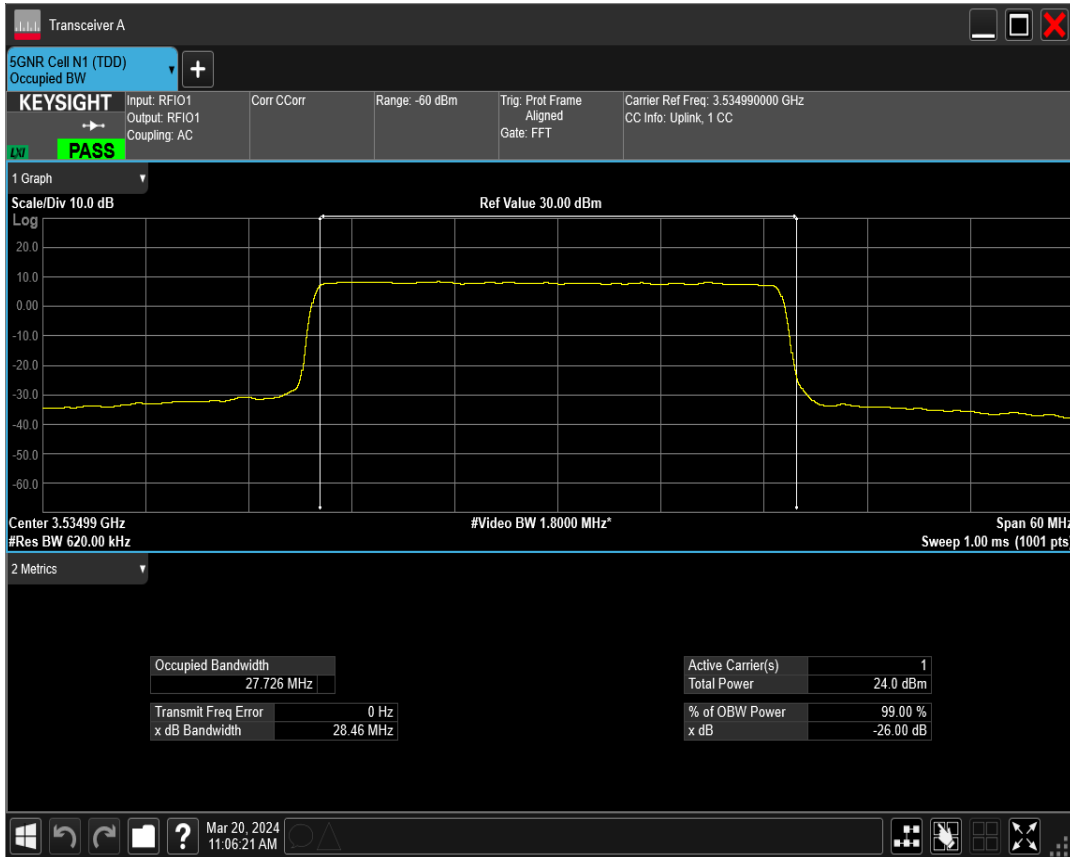 Transceiver A
5GNR Cell N1 (TDD)
Occupied BW
+
KEYSIGHT
LXI
PASS
Input: RFIO1
Output: RFIO1
Coupling: AC
Corr CCorr
Range: -60 dBm
Trig: Prot Frame
Aligned
Gate: FFT
Carrier Ref Freq: 3.534990000 GHz
CC Info: Uplink, 1 CC
1 Graph
Scale/Div 10.0 dB
Ref Value 30.00 dBm
Log
20.0
10.0
0.00
-10.0
-20.0
-30.0
-40.0
-50.0
-60.0
Center 3.53499 GHz
#Video BW 1.8000 MHz*
Span 60 MHz
#Res BW 620.00 kHz
Sweep 1.00 ms (1001 pts)
2 Metrics
Occupied Bandwidth
27.726 MHz
Transmit Freq Error 0 Hz
x dB Bandwidth 28.46 MHz
Active Carrier(s) 1
Total Power 24.0 dBm
% of OBW Power 99.00 %
x dB -26.00 dB
?
Mar 20, 2024
11:06:21 AM